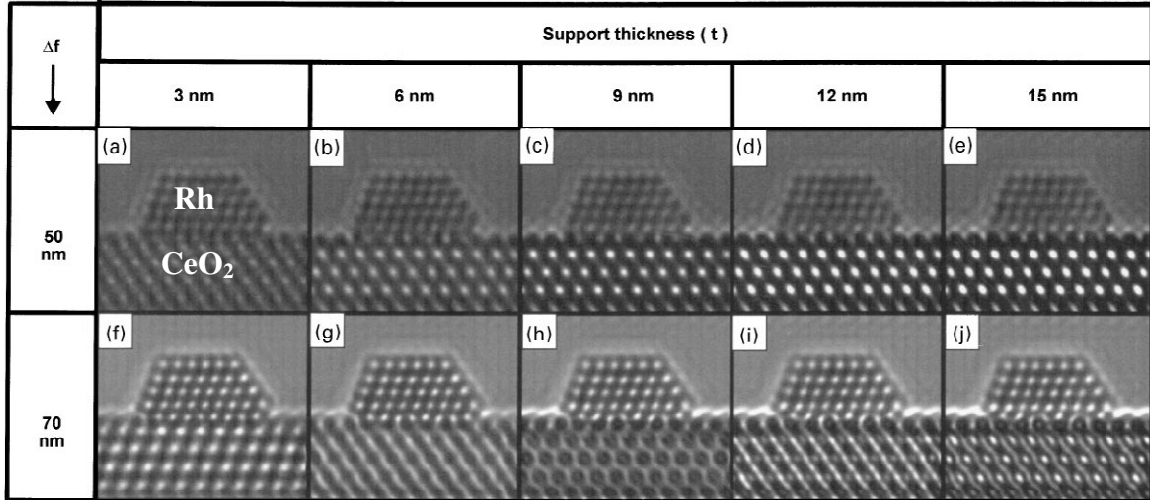 Δf
Support thickness ( t )
3 nm
6 nm
9 nm
12 nm
15 nm
50
nm
(a)
Rh
CeO₂
(b)
(c)
(d)
(e)
70
nm
(f)
(g)
(h)
(i)
(j)